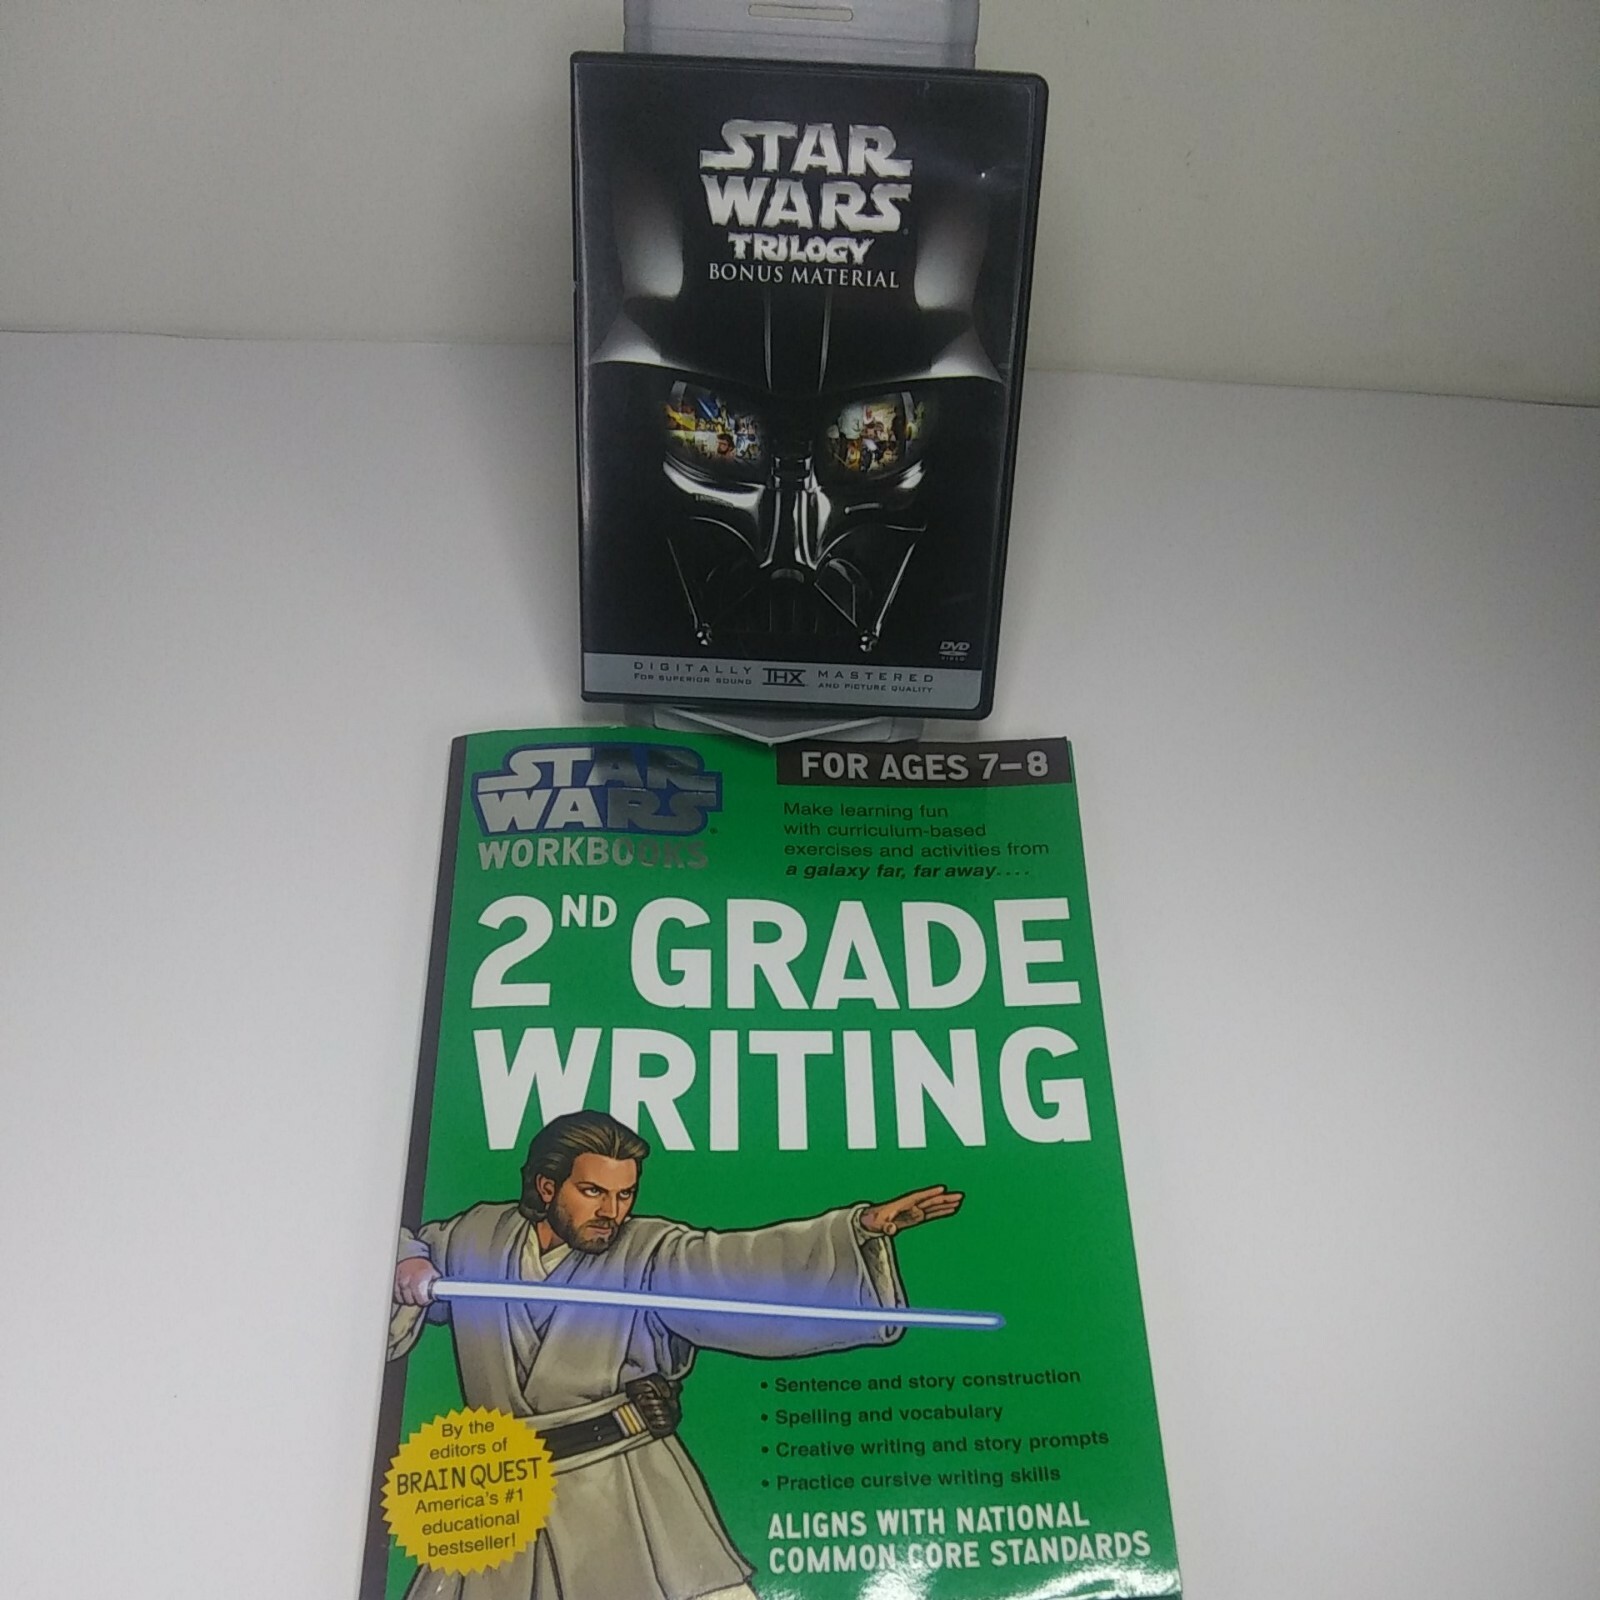 STAR
WARS
TRILOGY
BONUS MATERIAL
DVD
VIDEO
DIGITALLY THX MASTERED
FOR SUPERIOR SOUND AND PICTURE QUALITY
STAR
WARS
WORKBOOKS
FOR AGES 7–8
Make learning fun
with curriculum-based
exercises and activities from
a galaxy far, far away....
2ND GRADE
WRITING
• Sentence and story construction
• Spelling and vocabulary
• Creative writing and story prompts
• Practice cursive writing skills
ALIGNS WITH NATIONAL
COMMON CORE STANDARDS
By the
editors of
BRAIN QUEST
America's #1
educational
bestseller!